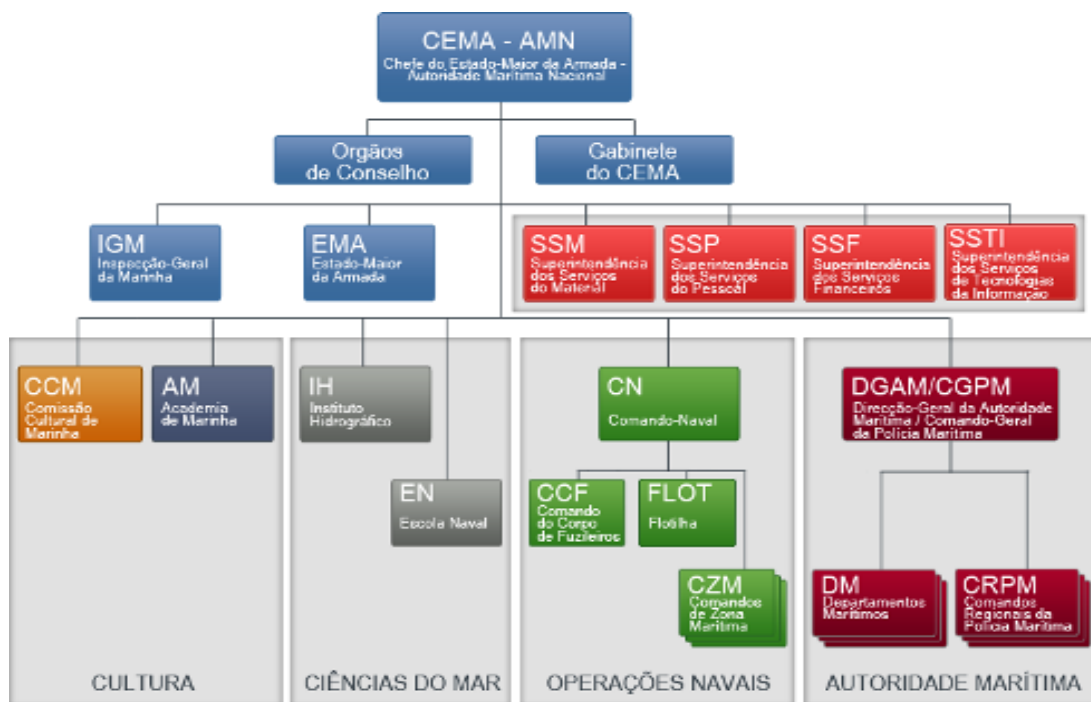 CEMA - AMN
Chefe do Estado-Maior da Armada -
Autoridade Marítima Nacional
Orgãos
de Conselho
Gabinete
do CEMA
IGM
Inspecção-Geral
da Marinha
EMA
Estado-Maior
da Armada
SSM
Superintendência
dos Serviços
do Material
SSP
Superintendência
dos Serviços
do Pessoal
SSF
Superintendência
dos Serviços
Financeiros
SSTI
Superintendência
dos Serviços
de Tecnologias
da Informação
CCM
Comissão
Cultural de
Marinha
AM
Academia
de Marinha
IH
Instituto
Hidrográfico
EN
Escola Naval
CN
Comando-Naval
CCF
Comando
do Corpo
de Fuzileiros
FLOT
Flotilha
CZM
Comandos
de Zona
Marítima
DGAM/CGPM
Direcção-Geral da Autoridade
Marítima / Comando-Geral
da Polícia Marítima
DM
Departamentos
Marítimos
CRPM
Comandos
Regionais da
Polícia Marítima
CULTURA
CIÊNCIAS DO MAR
OPERAÇÕES NAVAIS
AUTORIDADE MARÍTIMA